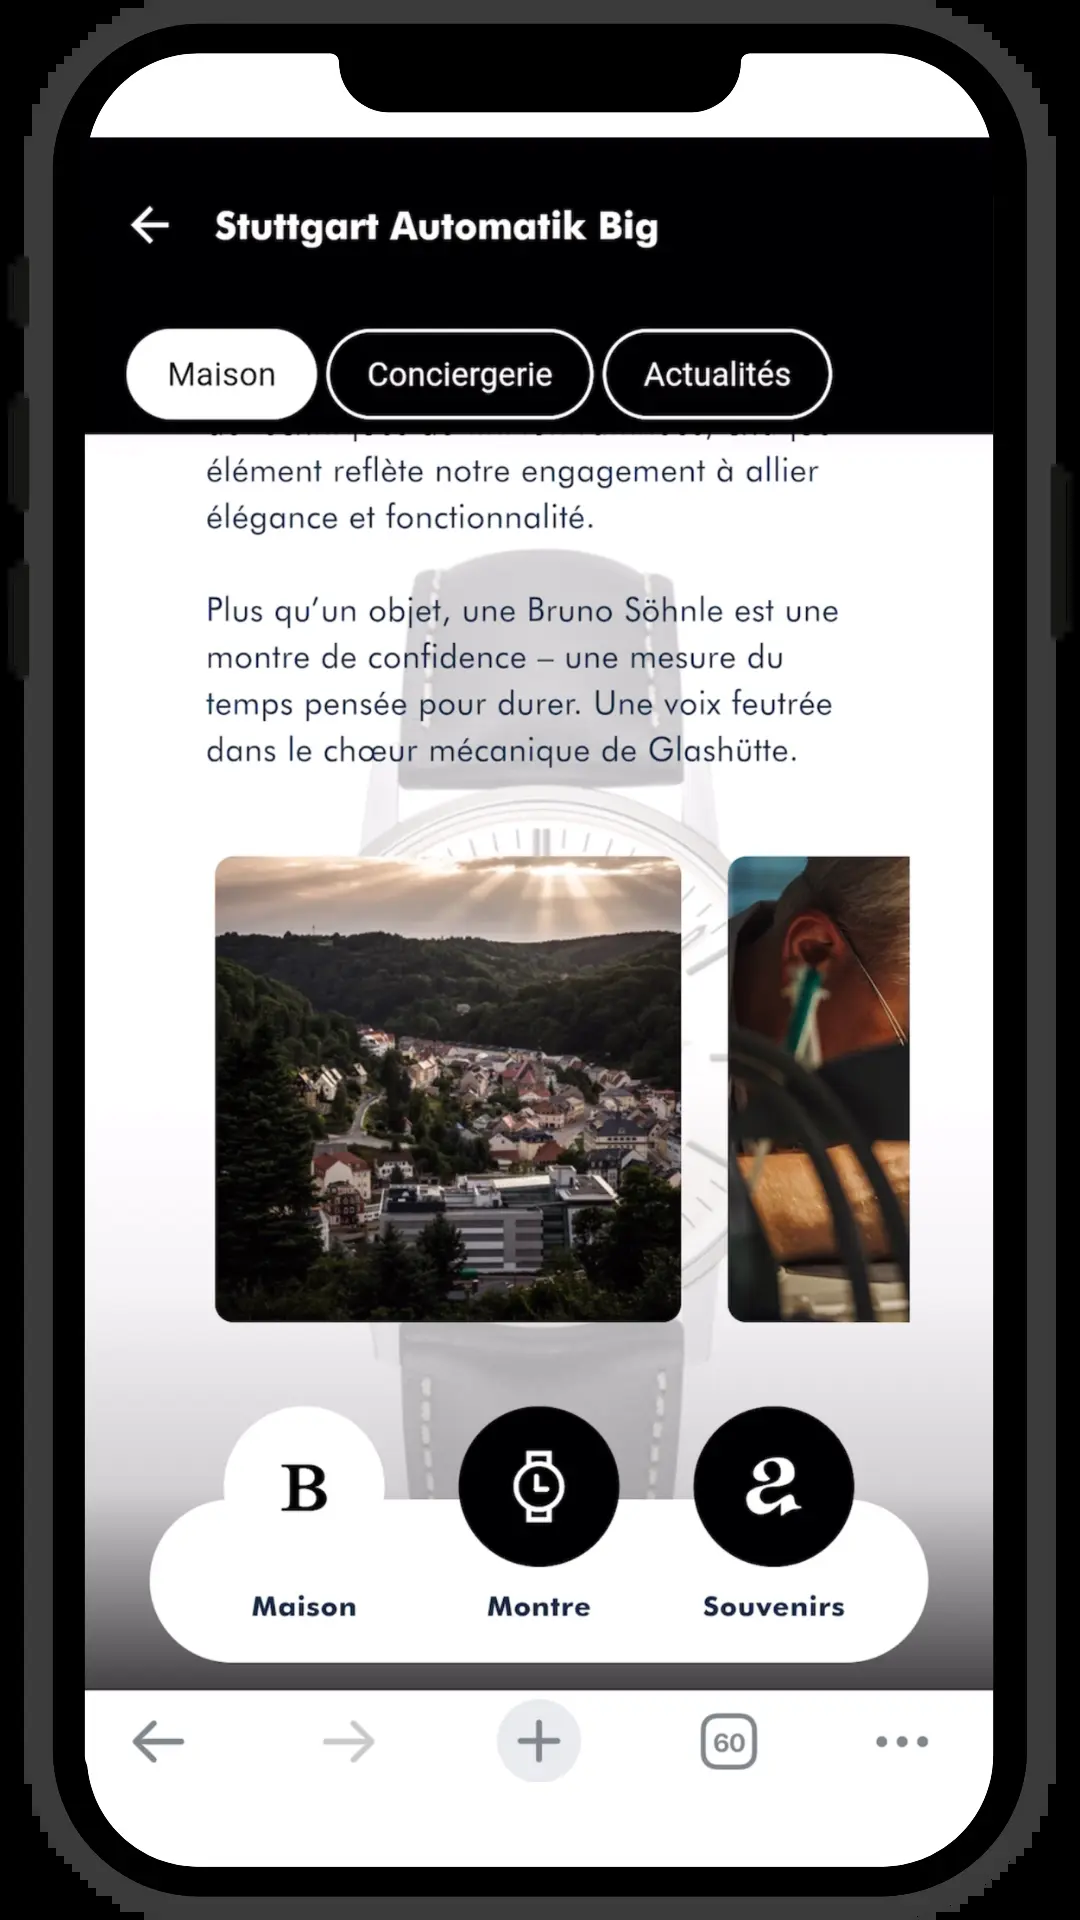 Stuttgart Automatik Big
Maison
Conciergerie
Actualités
élément reflète notre engagement à allier
élégance et fonctionnalité.
Plus qu’un objet, une Bruno Söhnle est une
montre de confidence – une mesure du
temps pensée pour durer. Une voix feutrée
dans le chœur mécanique de Glashütte.
B
a
Maison
Montre
Souvenirs
60